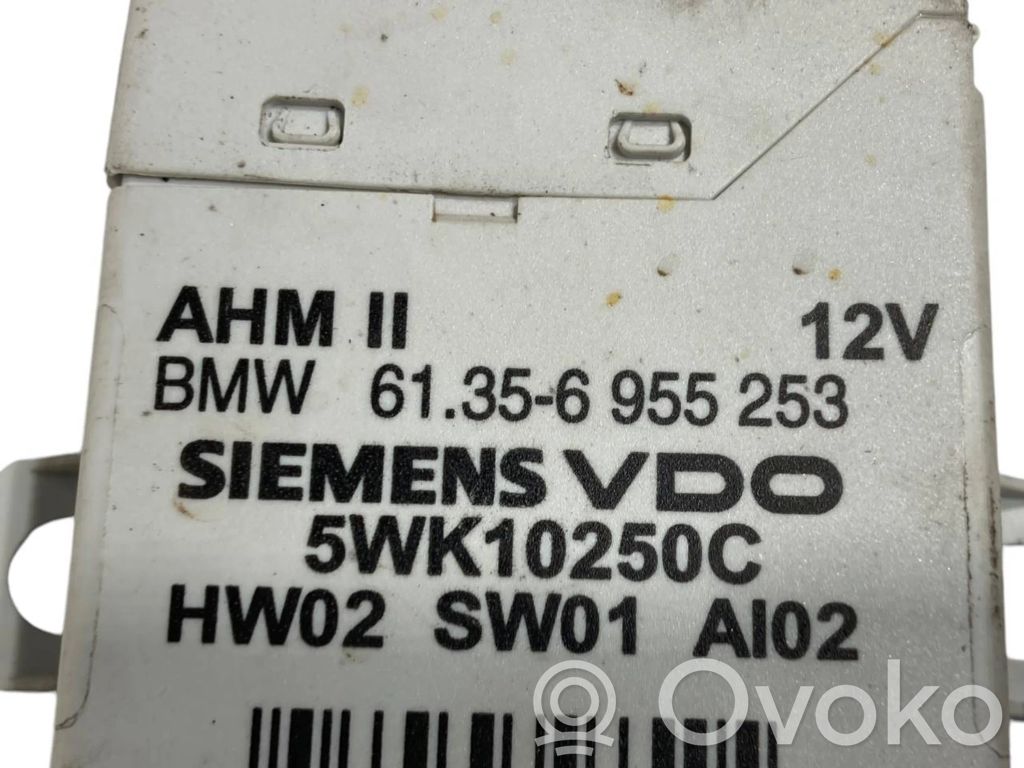 AHM II 12V
BMW 61.35-6 955 253
SIEMENS VDO
5WK10250C
HW02 SW01 AI02
Ovoko